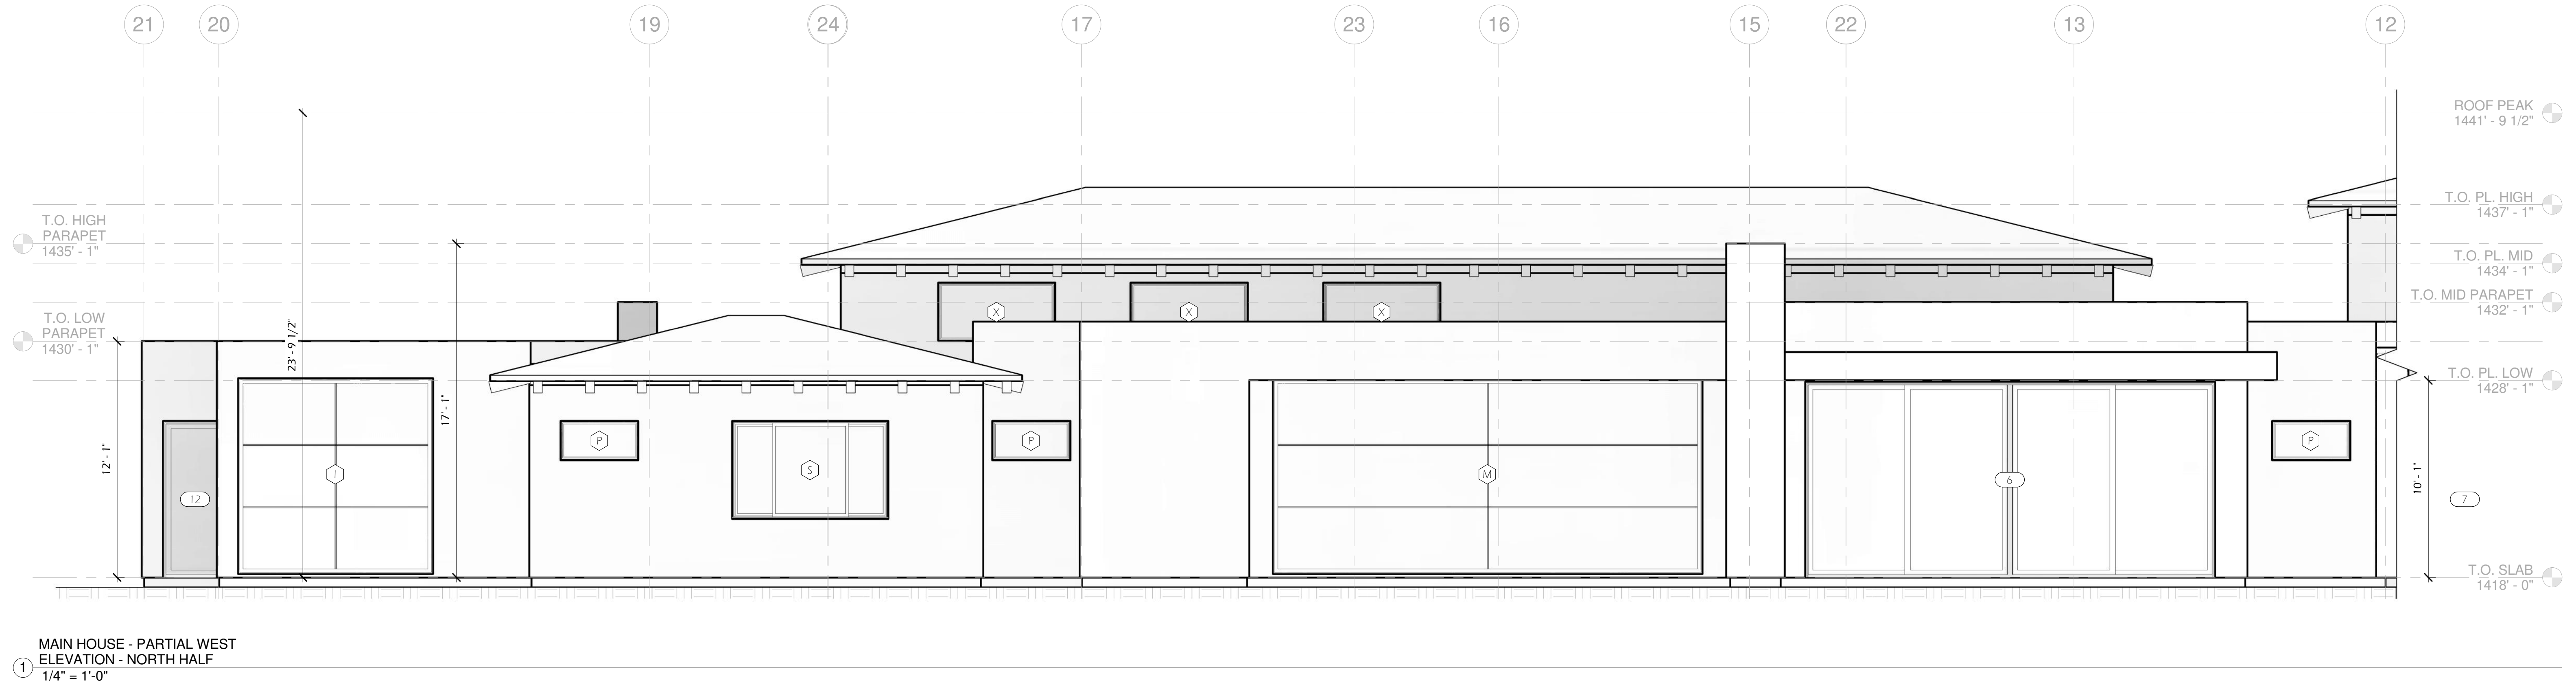 21
20
19
24
17
23
16
15
22
13
12
ROOF PEAK
1441' - 9 1/2"
T.O. HIGH
PARAPET
1435' - 1"
T.O. PL. HIGH
1437' - 1"
T.O. PL. MID
1434' - 1"
T.O. MID PARAPET
1432' - 1"
T.O. LOW
PARAPET
1430' - 1"
T.O. PL. LOW
1428' - 1"
T.O. SLAB
1418' - 0"
12' - 1"
23' - 9 1/2"
17' - 1"
10' - 1"
X
X
X
12
I
P
S
P
M
6
P
7
MAIN HOUSE - PARTIAL WEST
ELEVATION - NORTH HALF
1
1/4" = 1'-0"